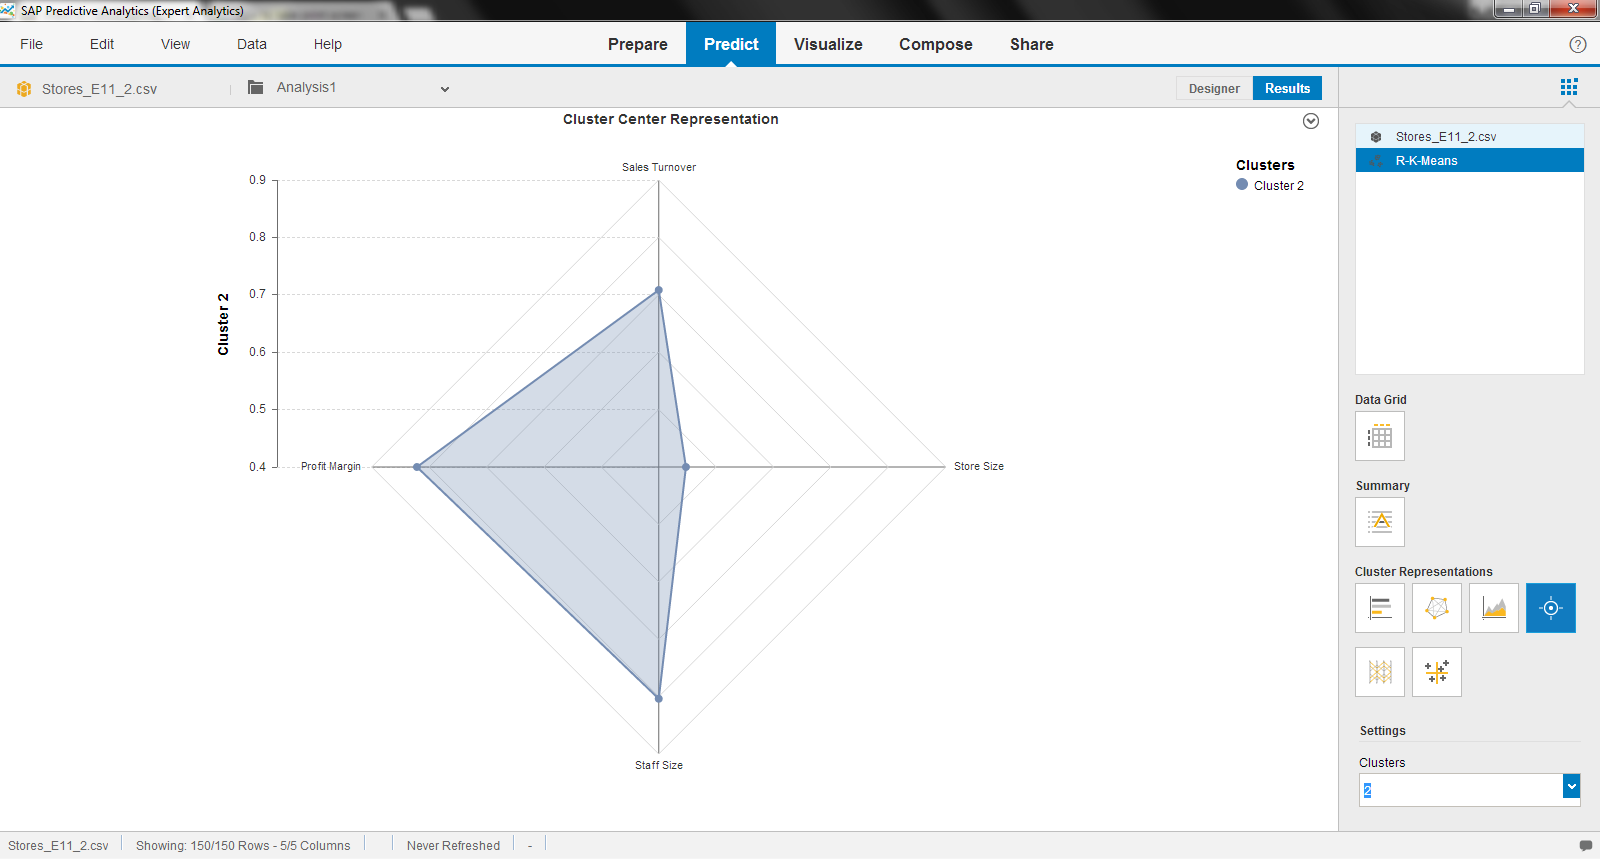 SAP Predictive Analytics (Expert Analytics)
File Edit View Data Help Prepare Predict Visualize Compose Share
Stores_E11_2.csv Analysis1 Designer Results
Cluster Center Representation
Clusters
Cluster 2
Sales Turnover
0.9
0.8
0.7
0.6
0.5
0.4
Cluster 2
Profit Margin
Store Size
Staff Size
Stores_E11_2.csv
R-K-Means
Data Grid
Summary
Cluster Representations
Settings
Clusters
2
Stores_E11_2.csv Showing: 150/150 Rows - 5/5 Columns Never Refreshed -